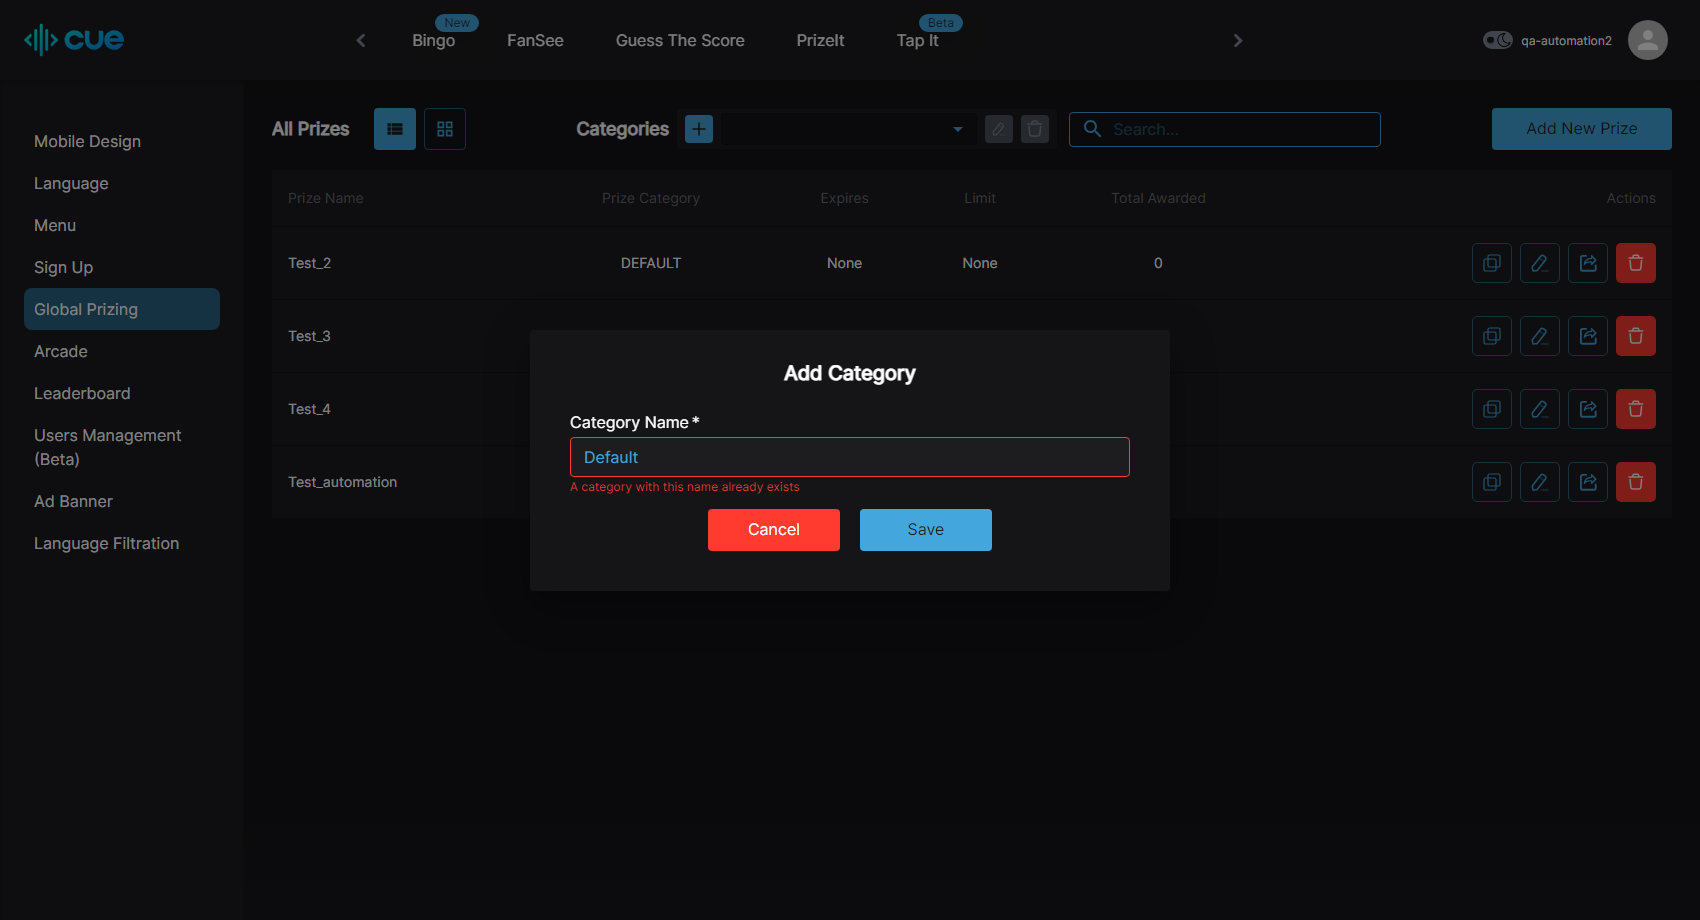 cue
New
Bingo
FanSee
Guess The Score
PrizeIt
Beta
Tap It
qa-automation2
Mobile Design
Language
Menu
Sign Up
Global Prizing
Arcade
Leaderboard
Users Management
(Beta)
Ad Banner
Language Filtration
All Prizes
Categories
Search...
Add New Prize
Prize Name Prize Category Expires Limit Total Awarded Actions
Test_2 DEFAULT None None 0
Test_3
Test_4
Test_automation
Add Category
Category Name *
Default
A category with this name already exists
Cancel
Save